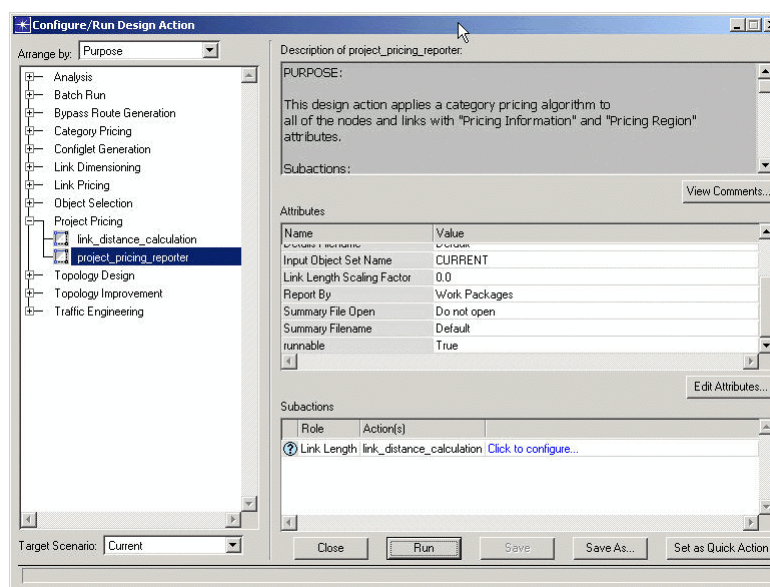 Configure/Run Design Action
Arrange by: Purpose
Analysis
Batch Run
Bypass Route Generation
Category Pricing
Configlet Generation
Link Dimensioning
Link Pricing
Object Selection
Project Pricing
link_distance_calculation
project_pricing_reporter
Topology Design
Topology Improvement
Traffic Engineering
Target Scenario: Current
Description of project_pricing_reporter:
PURPOSE:
This design action applies a category pricing algorithm to
all of the nodes and links with "Pricing Information" and "Pricing Region"
attributes.
Subactions:
View Comments...
Attributes
Name Value
Details Filename Default
Input Object Set Name CURRENT
Link Length Scaling Factor 0.0
Report By Work Packages
Summary File Open Do not open
Summary Filename Default
runnable True
Edit Attributes...
Subactions
Role Action(s)
Link Length link_distance_calculation Click to configure...
Close Run Save Save As... Set as Quick Action